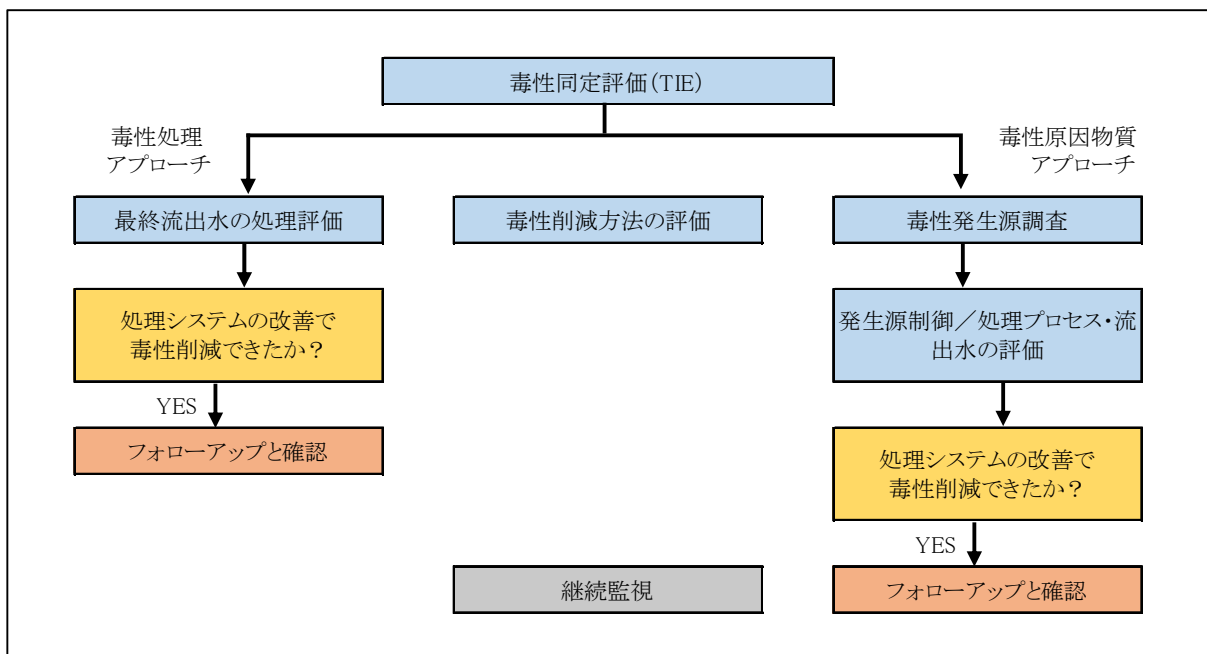 毒性同定評価(TIE)
毒性処理
アプローチ
毒性原因物質
アプローチ
最終流出水の処理評価
毒性削減方法の評価
毒性発生源調査
処理システムの改善で
毒性削減できたか？
発生源制御／処理プロセス・流
出水の評価
YES
フォローアップと確認
処理システムの改善で
毒性削減できたか？
YES
継続監視
フォローアップと確認